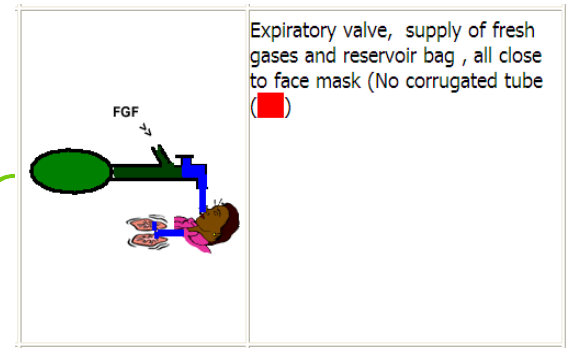 Expiratory valve, supply of fresh
gases and reservoir bag , all close
to face mask (No corrugated tube
( )
FGF